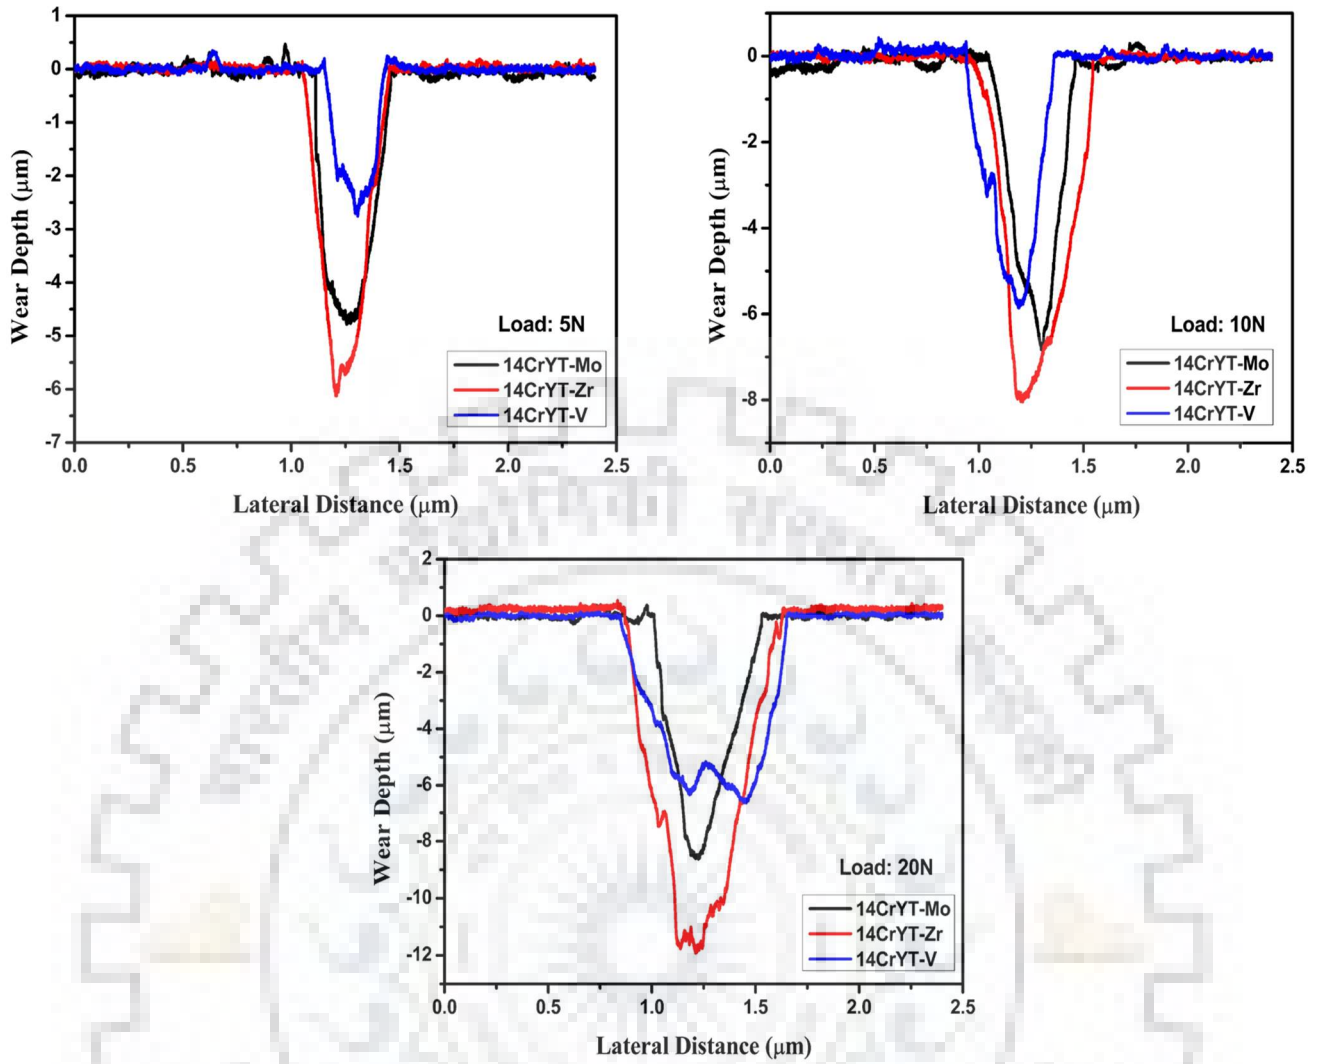 1
0
-1
-2
-3
-4
-5
-6
-7
Wear Depth (μm)
Load: 5N
14CrYT-Mo
14CrYT-Zr
14CrYT-V
0.0 0.5 1.0 1.5 2.0 2.5
Lateral Distance (μm)
0
-2
-4
-6
-8
Wear Depth (μm)
Load: 10N
14CrYT-Mo
14CrYT-Zr
14CrYT-V
0.0 0.5 1.0 1.5 2.0 2.5
Lateral Distance (μm)
2
0
-2
-4
-6
-8
-10
-12
Wear Depth (μm)
Load: 20N
14CrYT-Mo
14CrYT-Zr
14CrYT-V
0.0 0.5 1.0 1.5 2.0 2.5
Lateral Distance (μm)